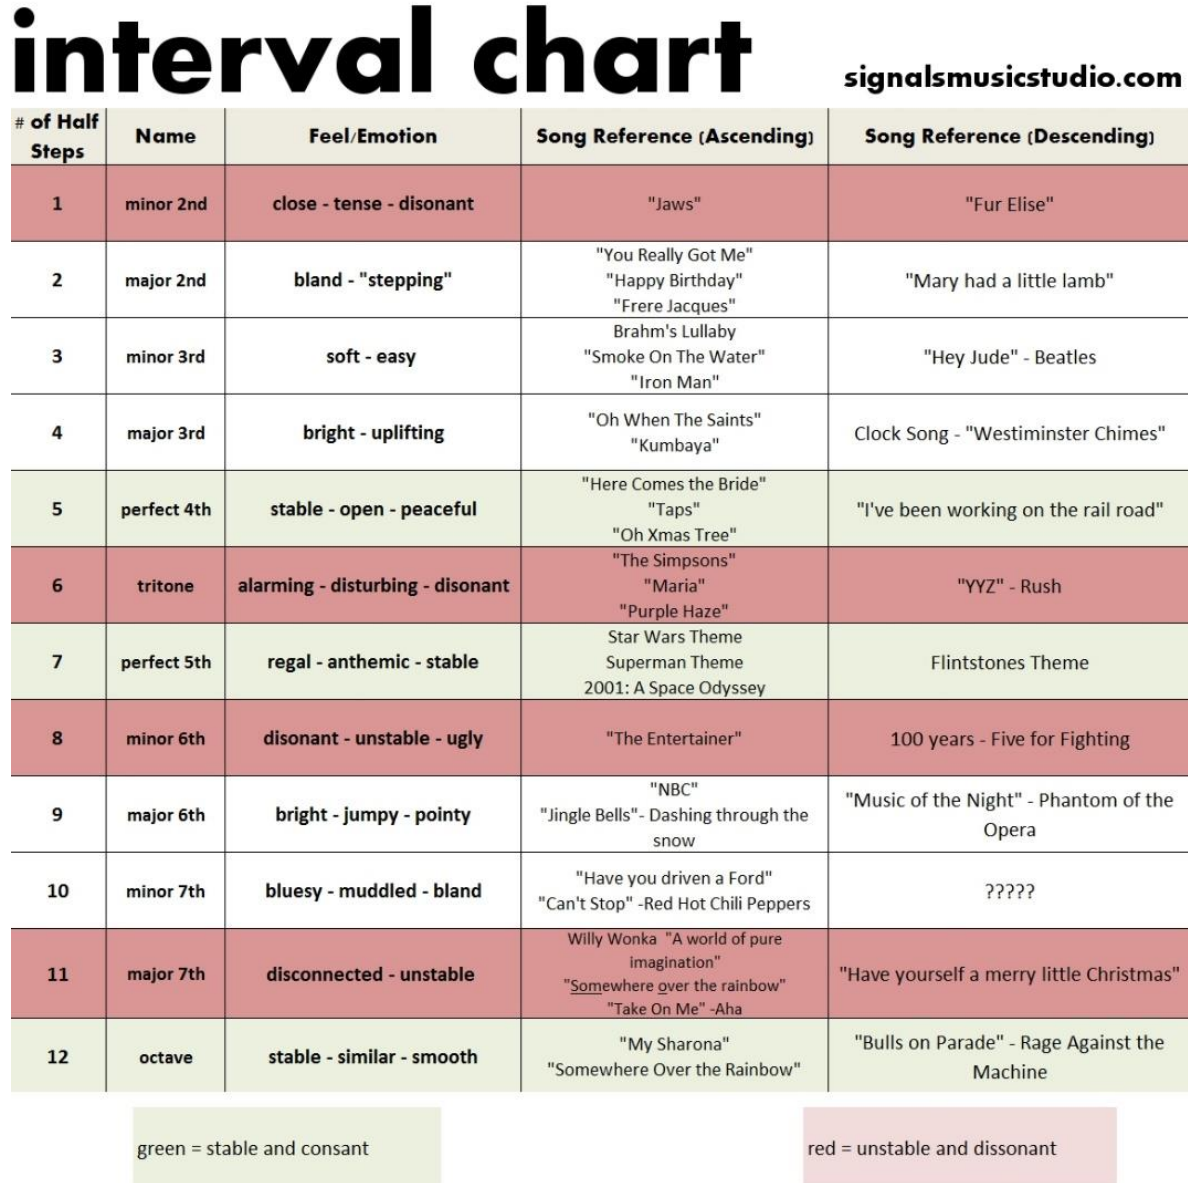 interval chart
signalsmusicstudio.com
# of Half
Steps
Name
Feel/Emotion
Song Reference (Ascending)
Song Reference (Descending)
1
minor 2nd
close - tense - disonant
"Jaws"
"Fur Elise"
2
major 2nd
bland - "stepping"
"You Really Got Me"
"Happy Birthday"
"Frere Jacques"
"Mary had a little lamb"
3
minor 3rd
soft - easy
Brahm's Lullaby
"Smoke On The Water"
"Iron Man"
"Hey Jude" - Beatles
4
major 3rd
bright - uplifting
"Oh When The Saints"
"Kumbaya"
Clock Song - "Westiminster Chimes"
5
perfect 4th
stable - open - peaceful
"Here Comes the Bride"
"Taps"
"Oh Xmas Tree"
"I've been working on the rail road"
6
tritone
alarming - disturbing - disonant
"The Simpsons"
"Maria"
"Purple Haze"
"YYZ" - Rush
7
perfect 5th
regal - anthemic - stable
Star Wars Theme
Superman Theme
2001: A Space Odyssey
Flintstones Theme
8
minor 6th
disonant - unstable - ugly
"The Entertainer"
100 years - Five for Fighting
9
major 6th
bright - jumpy - pointy
"NBC"
"Jingle Bells"- Dashing through the
snow
"Music of the Night" - Phantom of the
Opera
10
minor 7th
bluesy - muddled - bland
"Have you driven a Ford"
"Can't Stop" -Red Hot Chili Peppers
?????
11
major 7th
disconnected - unstable
Willy Wonka  "A world of pure
imagination"
"Somewhere over the rainbow"
"Take On Me" -Aha
"Have yourself a merry little Christmas"
12
octave
stable - similar - smooth
"My Sharona"
"Somewhere Over the Rainbow"
"Bulls on Parade" - Rage Against the
Machine
green = stable and consant
red = unstable and dissonant